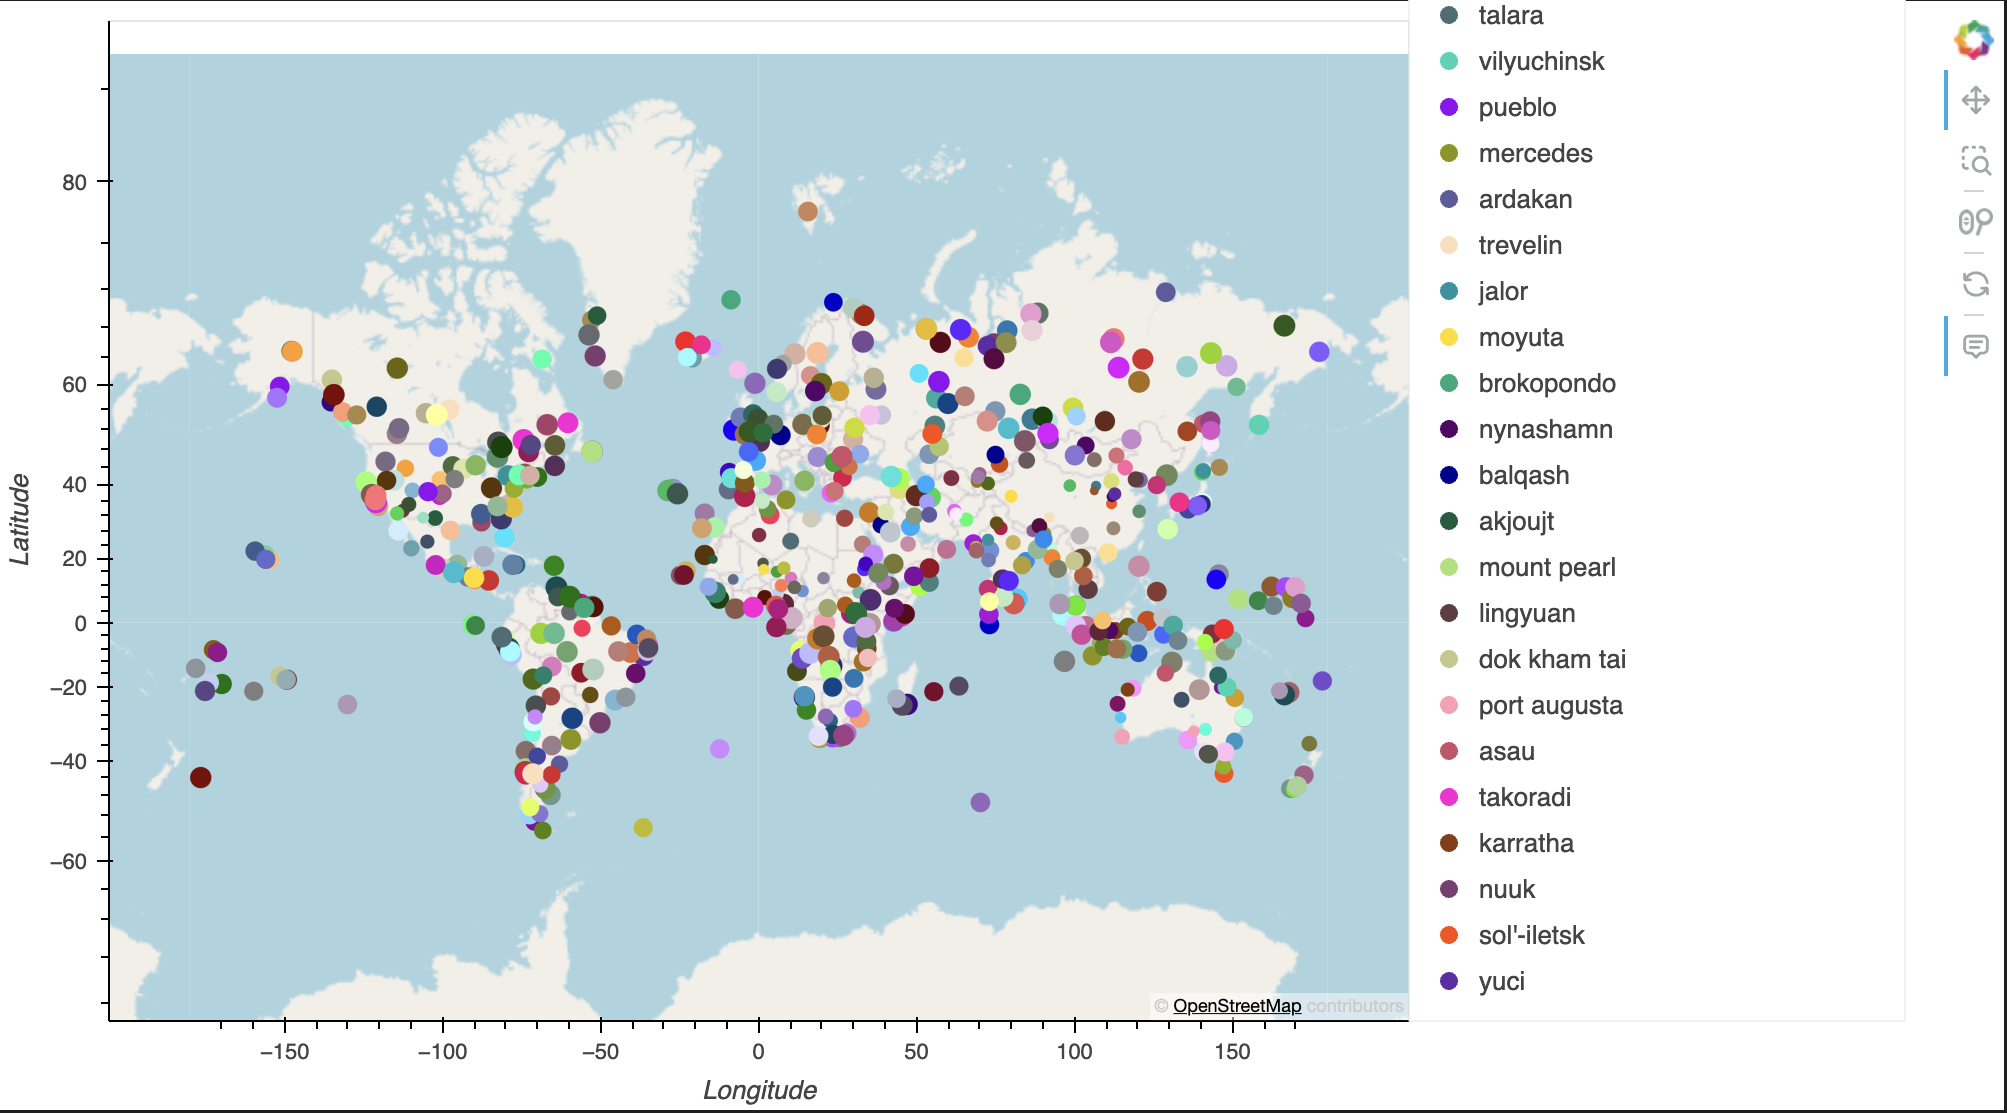 talara
vilyuchinsk
pueblo
mercedes
ardakan
trevelin
jalor
moyuta
brokopondo
nynashamn
balqash
akjoujt
mount pearl
lingyuan
dok kham tai
port augusta
asau
takoradi
karratha
nuuk
sol'-iletsk
yuci
Latitude
80
60
40
20
0
−20
−40
−60
© OpenStreetMap contributors
−150 −100 −50 0 50 100 150
Longitude